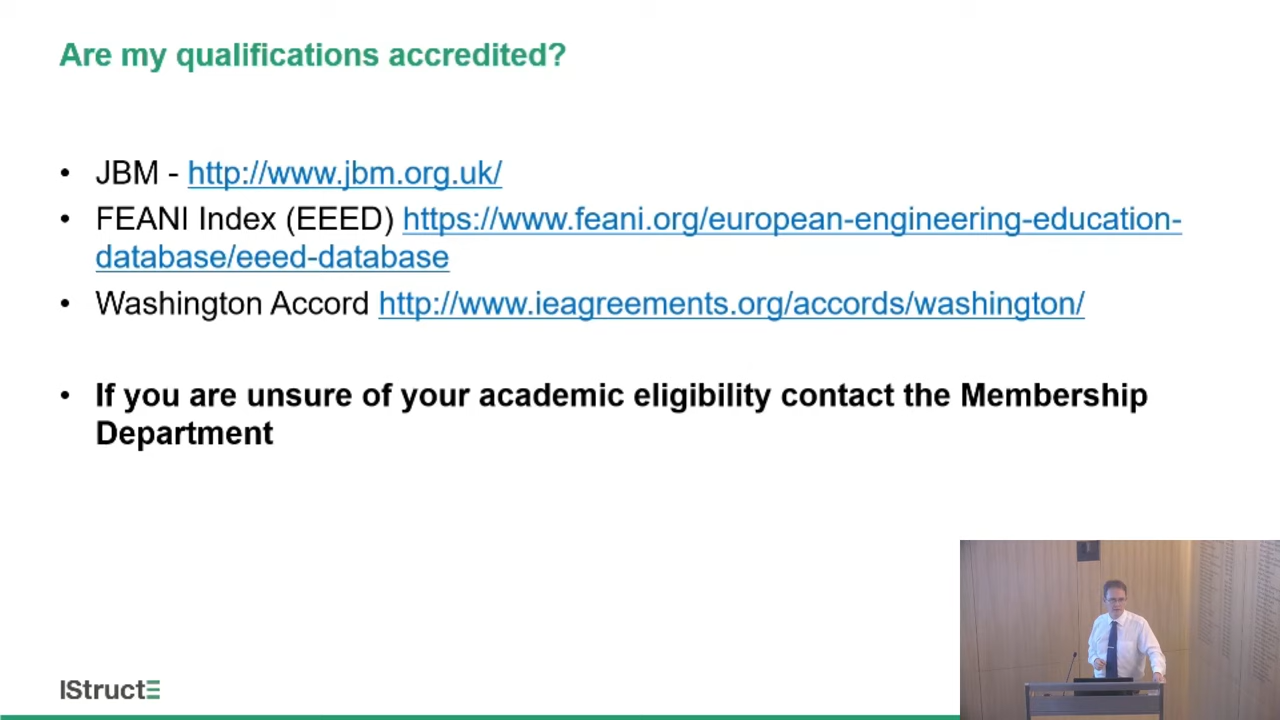 Are my qualifications accredited?
• JBM - http://www.jbm.org.uk/
• FEANI Index (EEED) https://www.feani.org/european-engineering-education-
database/eeed-database
• Washington Accord http://www.ieagreements.org/accords/washington/
• If you are unsure of your academic eligibility contact the Membership
Department
IStructE